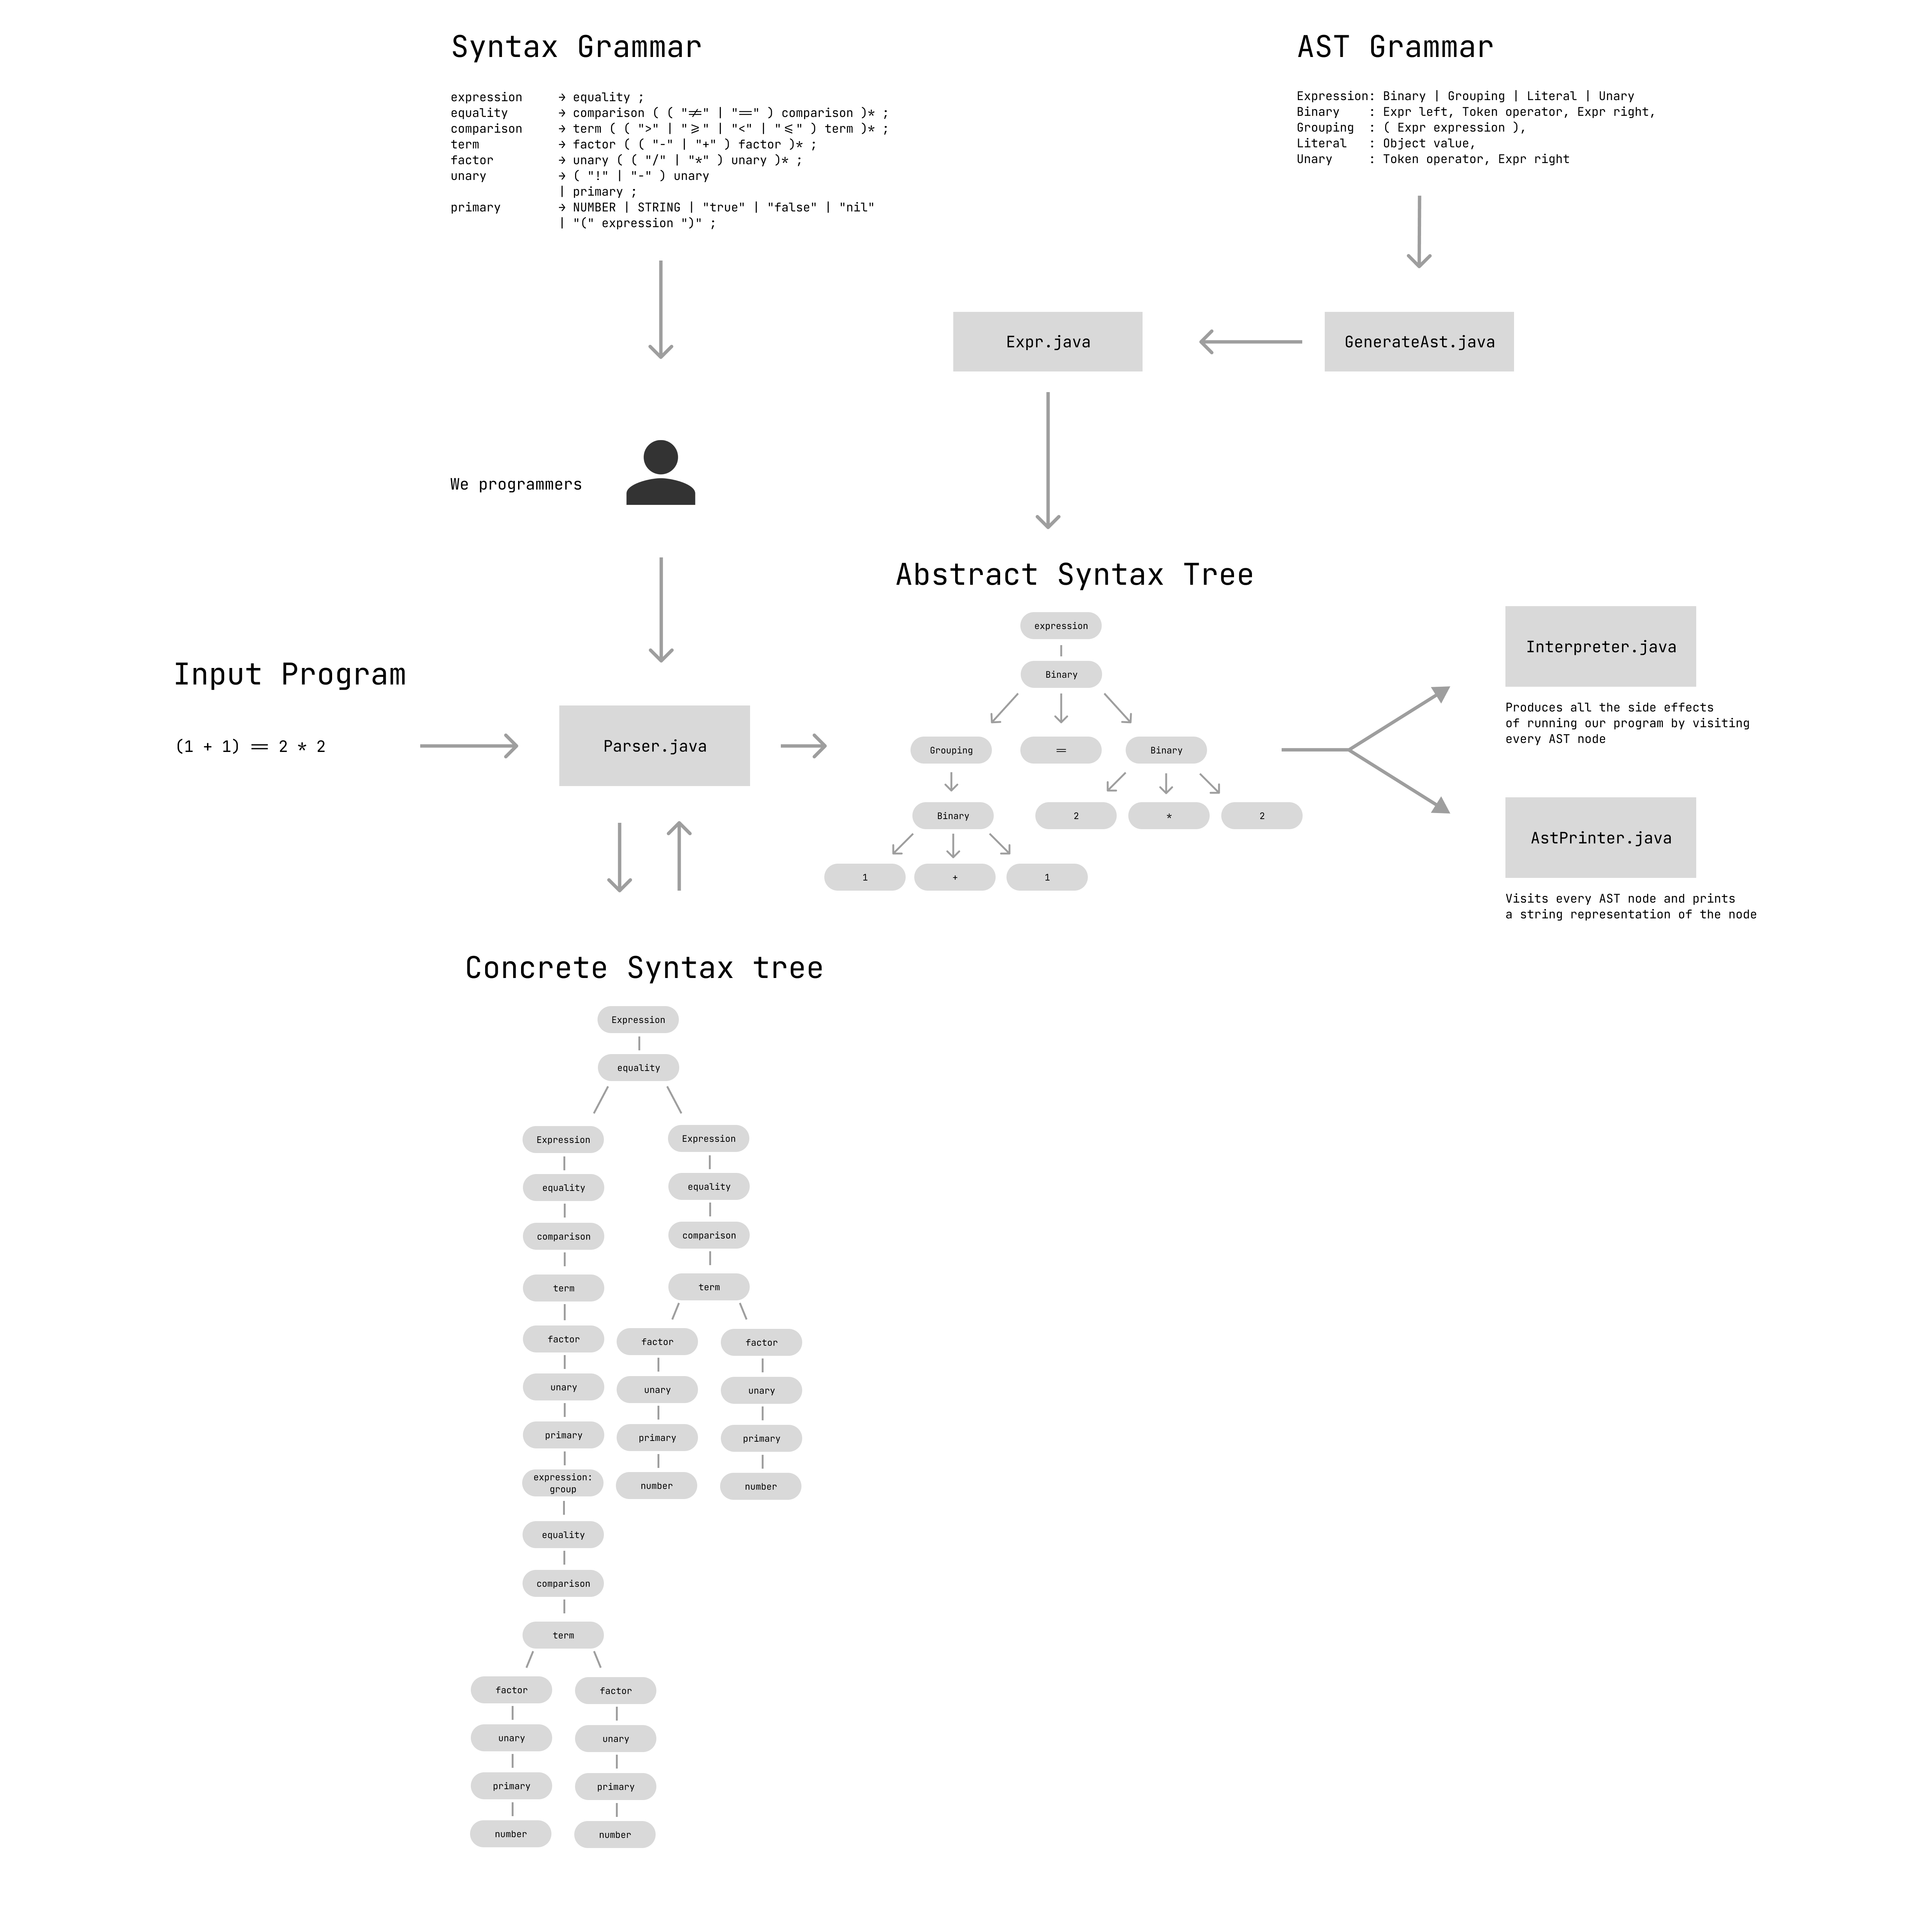 Syntax Grammar
expression → equality ;
equality → comparison ( ( "≠" | "==" ) comparison )* ;
comparison → term ( ( ">" | "≥" | "<" | "≤" ) term )* ;
term → factor ( ( "-" | "+" ) factor )* ;
factor → unary ( ( "/" | "*" ) unary )* ;
unary → ( "!" | "-" ) unary
| primary ;
primary → NUMBER | STRING | "true" | "false" | "nil"
| "(" expression ")" ;
AST Grammar
Expression: Binary | Grouping | Literal | Unary
Binary : Expr left, Token operator, Expr right,
Grouping : ( Expr expression ),
Literal : Object value,
Unary : Token operator, Expr right
Expr.java
GenerateAst.java
We programmers
Input Program
(1 + 1) == 2 * 2
Parser.java
Abstract Syntax Tree
expression
Binary
Grouping
==
Binary
Binary
2
*
2
1
+
1
Interpreter.java
Produces all the side effects
of running our program by visiting
every AST node
AstPrinter.java
Visits every AST node and prints
a string representation of the node
Concrete Syntax tree
Expression
equality
Expression
Expression
equality
equality
comparison
comparison
term
term
factor
factor
factor
unary
unary
unary
primary
primary
primary
expression:
group
number
number
equality
comparison
term
factor
factor
unary
unary
primary
primary
number
number